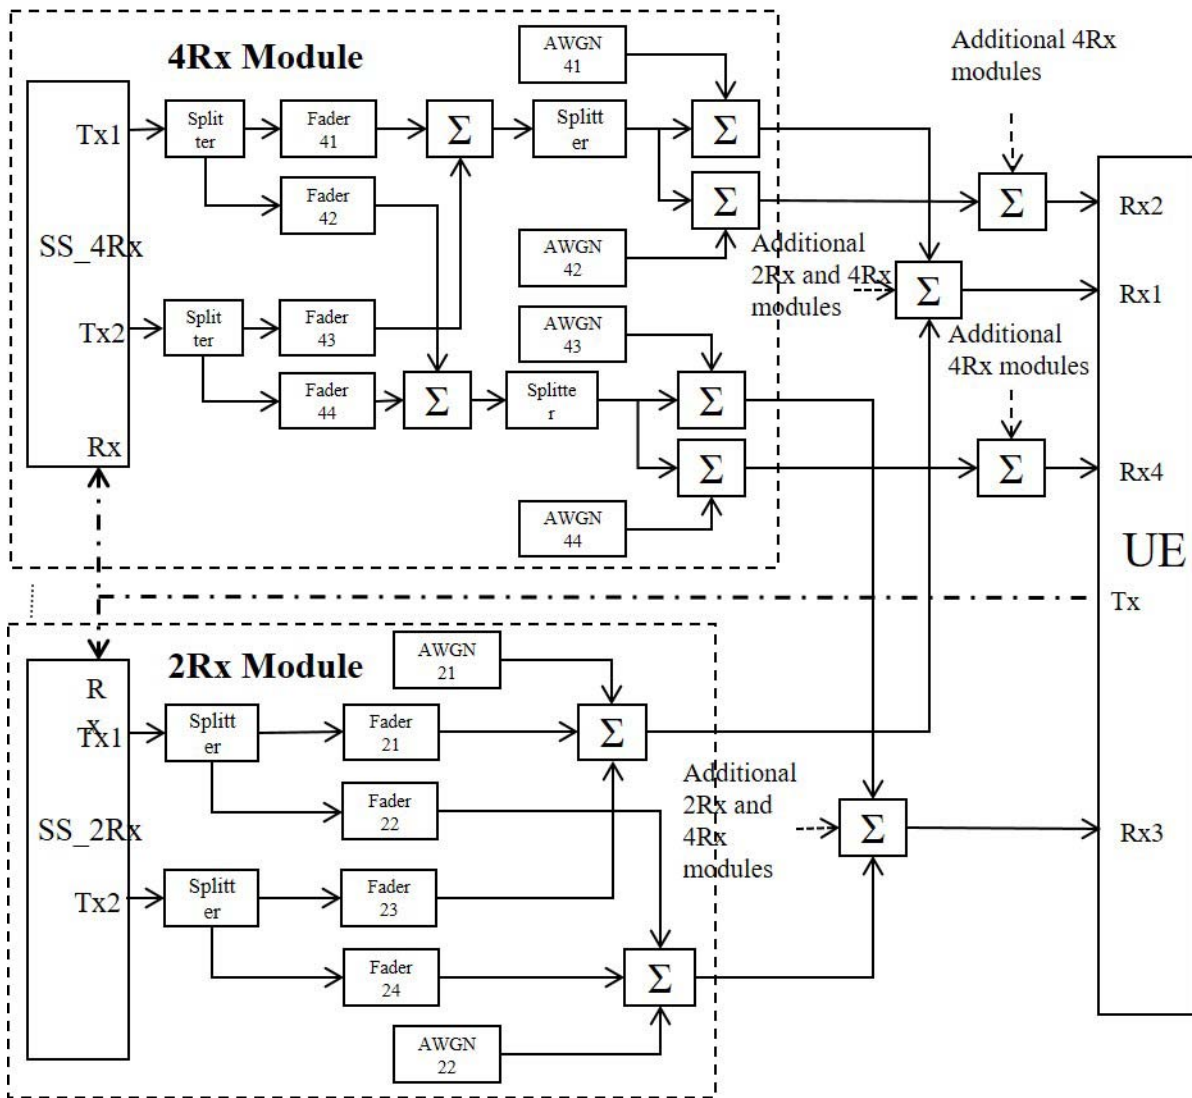 4Rx Module
AWGN
41
Additional 4Rx
modules
Tx1
Split
ter
Fader
41
Σ
Splitt
er
Σ
Fader
42
Σ
Σ
Rx2
SS_4Rx
AWGN
42
Additional
2Rx and 4Rx
modules
Σ
Rx1
Tx2
Split
ter
Fader
43
AWGN
43
Additional
4Rx modules
Fader
44
Σ
Splitte
r
Σ
Rx
Σ
Σ
Rx4
AWGN
44
UE
Tx
2Rx Module
AWGN
21
R
x
Tx1
Splitt
er
Fader
21
Σ
Fader
22
Additional
2Rx and
4Rx
modules
Σ
Rx3
SS_2Rx
Tx2
Splitt
er
Fader
23
Fader
24
Σ
AWGN
22